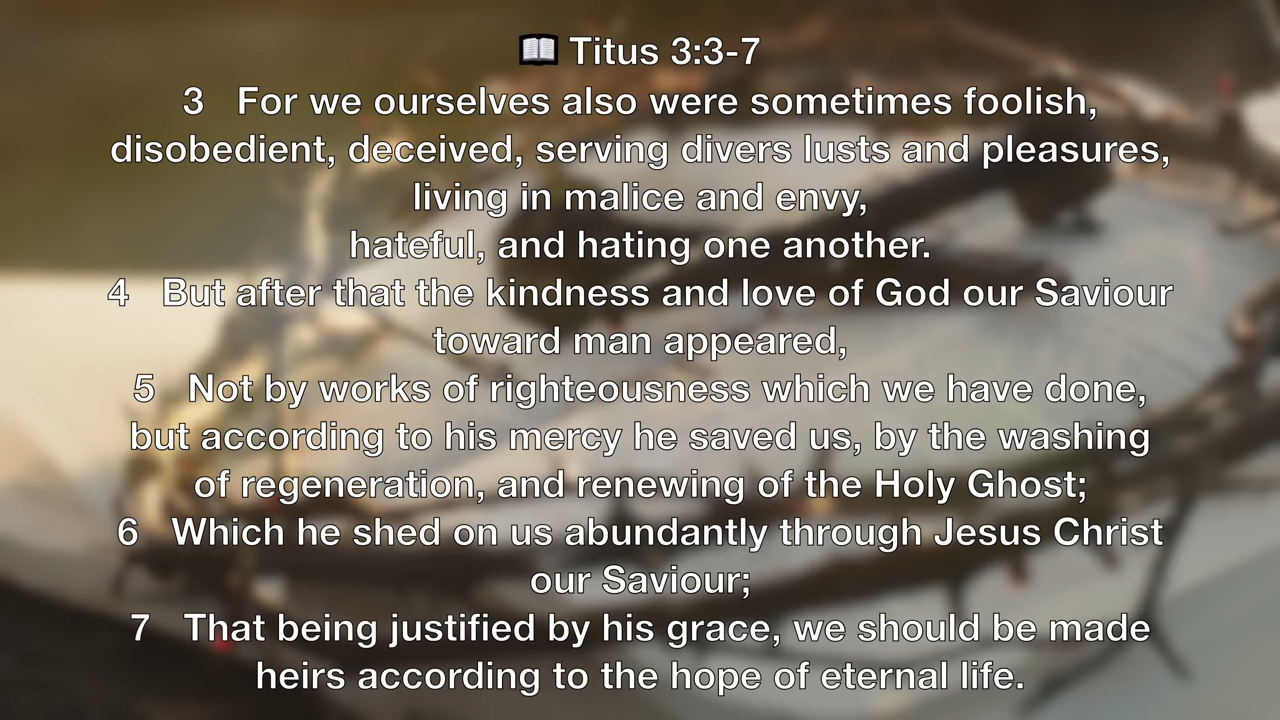 📖 Titus 3:3-7
3 For we ourselves also were sometimes foolish,
disobedient, deceived, serving divers lusts and pleasures,
living in malice and envy,
hateful, and hating one another.
4 But after that the kindness and love of God our Saviour
toward man appeared,
5 Not by works of righteousness which we have done,
but according to his mercy he saved us, by the washing
of regeneration, and renewing of the Holy Ghost;
6 Which he shed on us abundantly through Jesus Christ
our Saviour;
7 That being justified by his grace, we should be made
heirs according to the hope of eternal life.